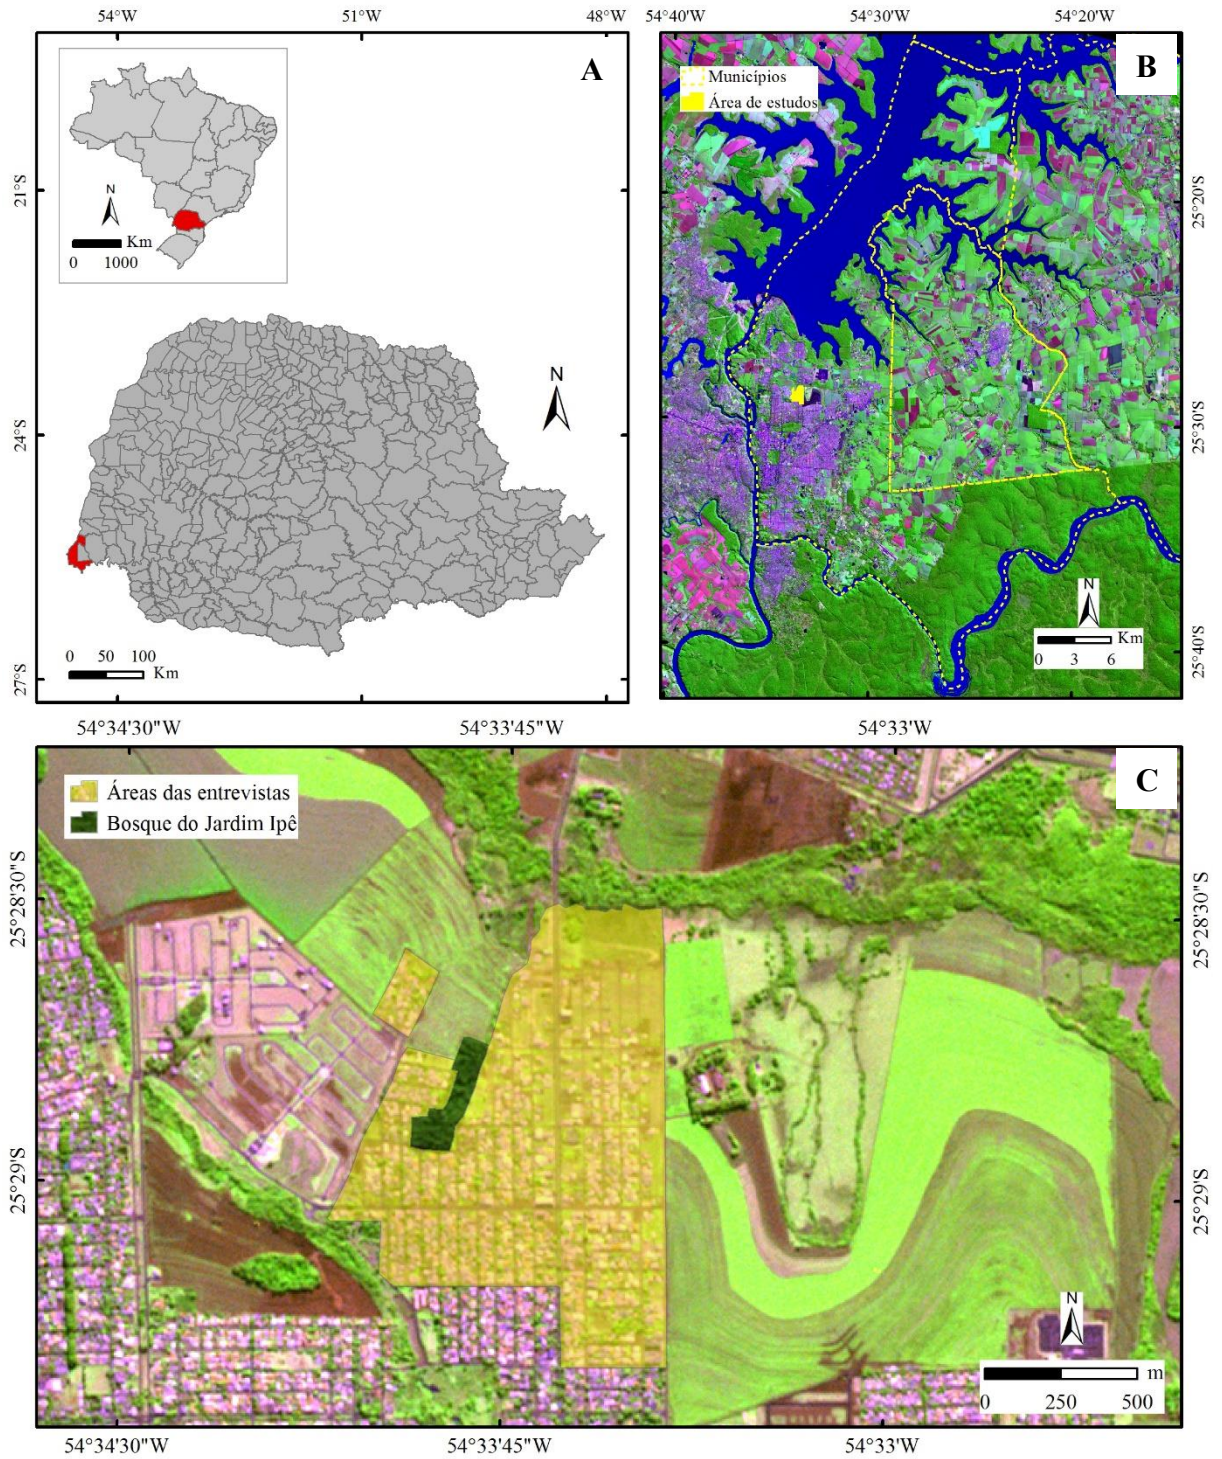 54°W
51°W
48°W
A
N
Km
0 1000
N
0 50 100
Km
21°S
24°S
27°S
54°40'W
54°30'W
54°20'W
B
Municípios
Área de estudos
25°20'S
25°30'S
25°40'S
N
Km
0 3 6
54°34'30"W
54°33'45"W
54°33'W
C
Áreas das entrevistas
Bosque do Jardim Ipê
25°28'30"S
25°28'30"S
25°29'S
25°29'S
N
m
0 250 500
54°34'30"W
54°33'45"W
54°33'W